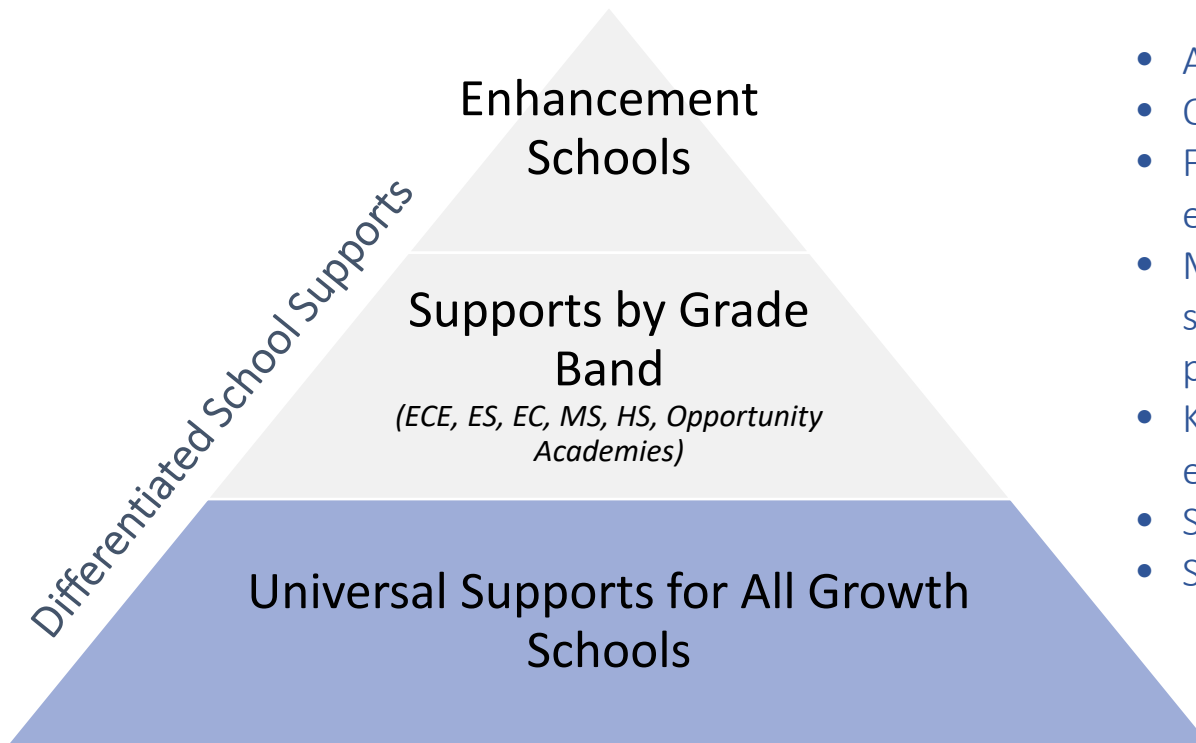 Enhancement
Schools
Differentiated School Supports
Supports by Grade
Band
(ECE, ES, EC, MS, HS, Opportunity
Academies)
Universal Supports for All Growth
Schools